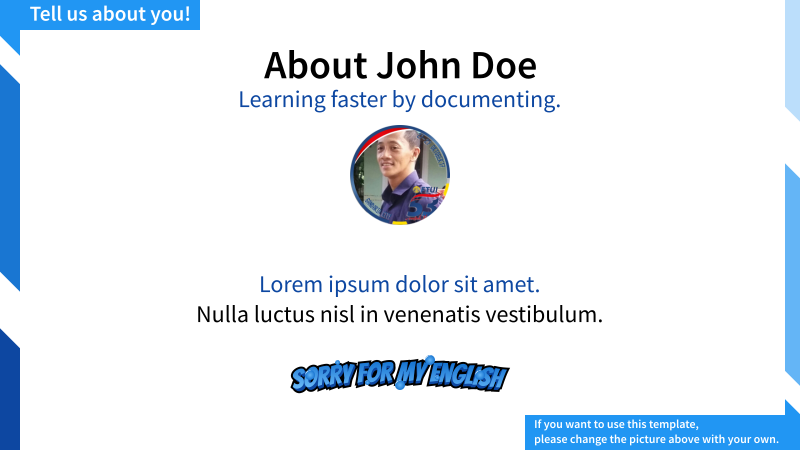 Tell us about you!
About John Doe
Learning faster by documenting.
Lorem ipsum dolor sit amet.
Nulla luctus nisl in venenatis vestibulum.
SORRY FOR MY ENGLISH
If you want to use this template,
please change the picture above with your own.